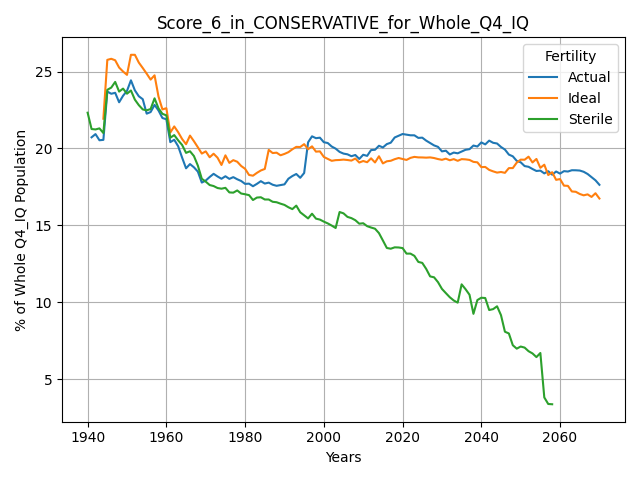 Score_6_in_CONSERVATIVE_for_Whole_Q4_IQ
Fertility
Actual
Ideal
Sterile
% of Whole Q4_IQ Population
25
20
15
10
5
1940 1960 1980 2000 2020 2040 2060
Years